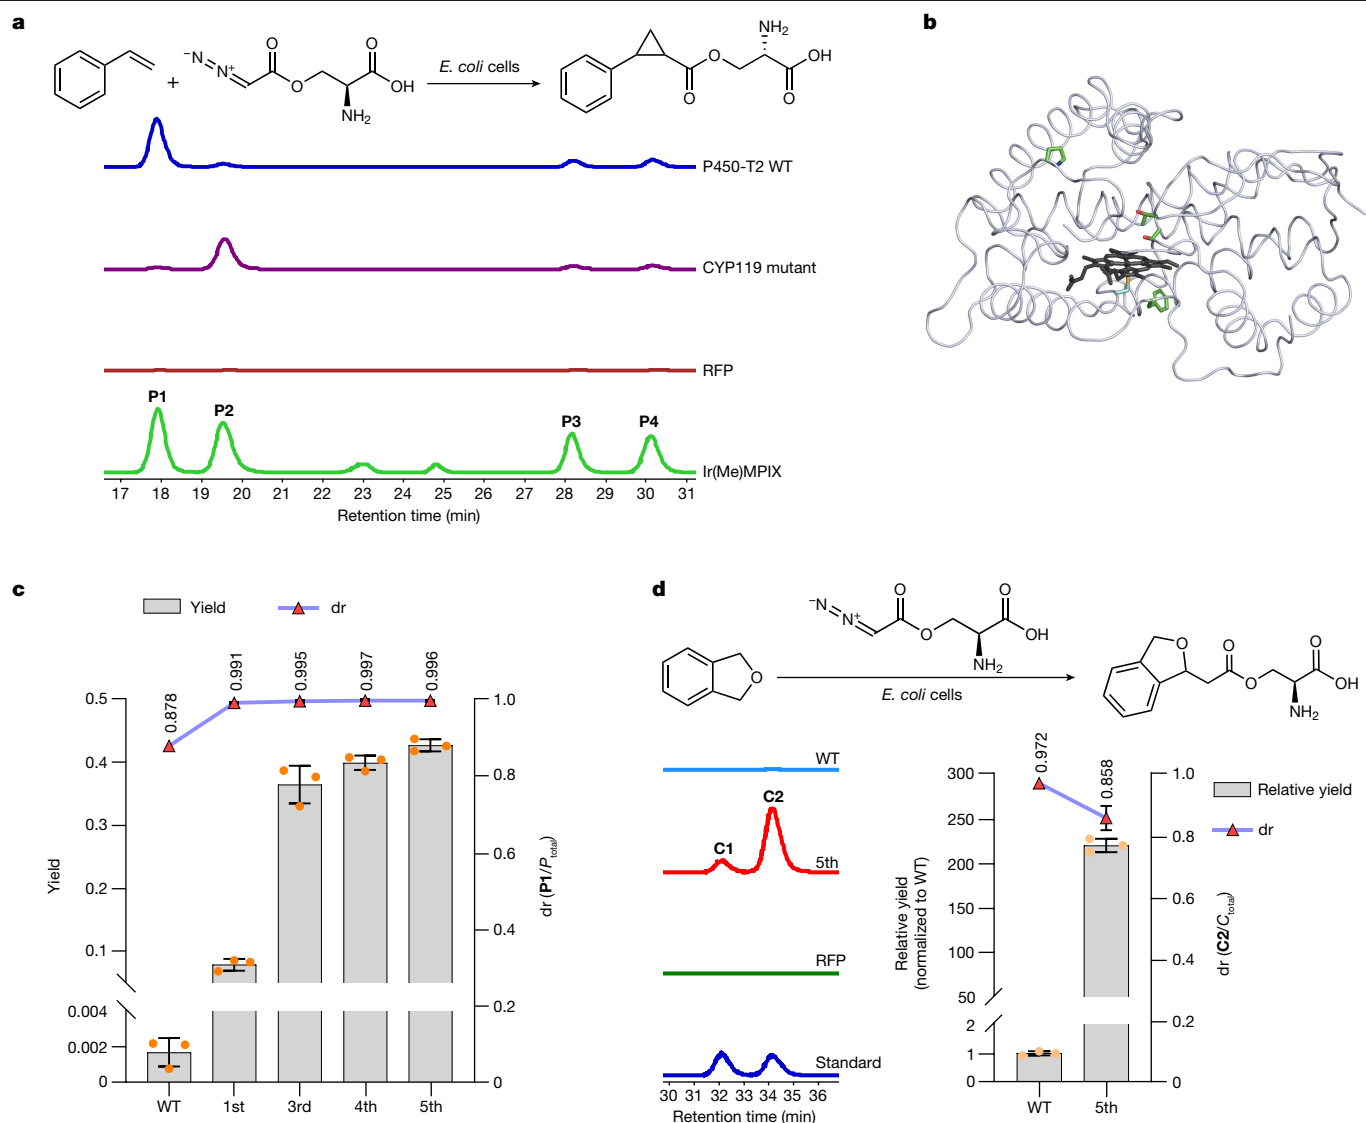 a
NH₂
O
OH
⁻N
N⁺
O
O
OH
NH₂
+
E. coli cells
O
O
O
P450-T2 WT
CYP119 mutant
RFP
P1
P2
P3
P4
Ir(Me)MPIX
17 18 19 20 21 22 23 24 25 26 27 28 29 30 31
Retention time (min)
b
c
Yield
dr
0.878
0.991
0.995
0.997
0.996
0.5
0.4
0.3
0.2
0.1
0.004
0.002
0
Yield
1.0
0.8
0.6
0.4
0.2
0
dr (P1/Ptotal)
WT 1st 3rd 4th 5th
d
O
⁻N
N⁺
O
O
O
OH
NH₂
E. coli cells
O
O
O
O
OH
NH₂
WT
C1
C2
5th
RFP
Standard
30 31 32 33 34 35 36
Retention time (min)
0.972
0.858
300
250
200
150
100
50
2
1
0
Relative yield
(normalized to WT)
1.0
0.8
0.6
0.4
0.2
0
dr (C2/Ctotal)
Relative yield
dr
WT 5th